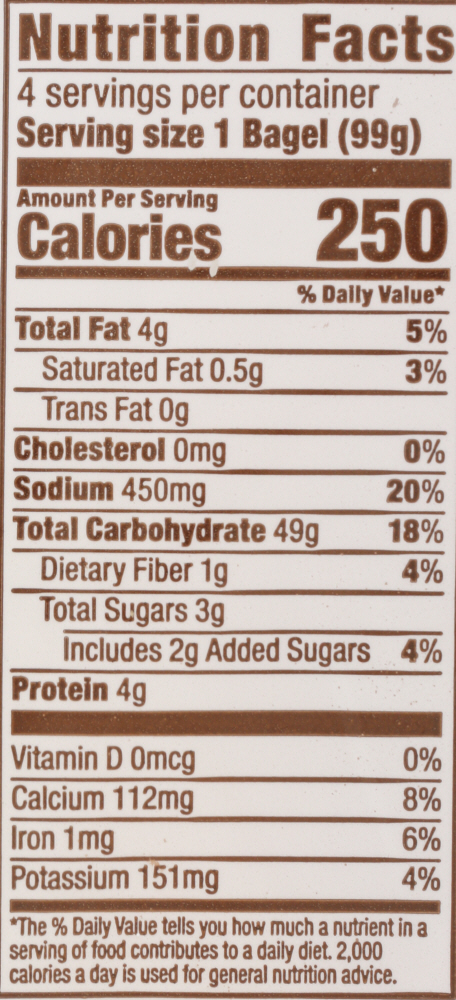 Nutrition Facts
4 servings per container
Serving size 1 Bagel (99g)
Amount Per Serving
Calories 250
% Daily Value*
Total Fat 4g 5%
Saturated Fat 0.5g 3%
Trans Fat 0g
Cholesterol 0mg 0%
Sodium 450mg 20%
Total Carbohydrate 49g 18%
Dietary Fiber 1g 4%
Total Sugars 3g
Includes 2g Added Sugars 4%
Protein 4g
Vitamin D 0mcg 0%
Calcium 112mg 8%
Iron 1mg 6%
Potassium 151mg 4%
*The % Daily Value tells you how much a nutrient in a
serving of food contributes to a daily diet. 2,000
calories a day is used for general nutrition advice.